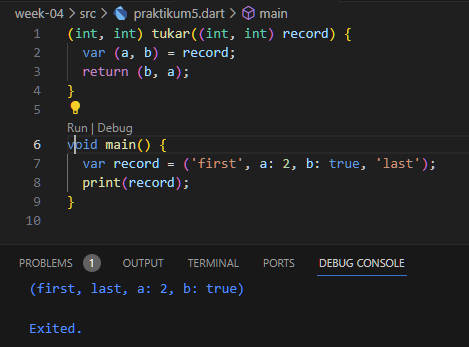 week-04 > src > praktikum5.dart > main
1 (int, int) tukar((int, int) record) {
2   var (a, b) = record;
3   return (b, a);
4 }
5
Run | Debug
6 void main() {
7   var record = ('first', a: 2, b: true, 'last');
8   print(record);
9 }
10
PROBLEMS 1 OUTPUT TERMINAL PORTS DEBUG CONSOLE
(first, last, a: 2, b: true)
Exited.